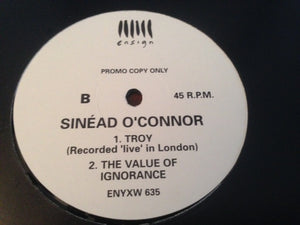 ensign
PROMO COPY ONLY
B 45 R.P.M.
SINÉAD O'CONNOR
1. TROY
(Recorded 'live' in London)
2. THE VALUE OF
IGNORANCE
ENYXW 635